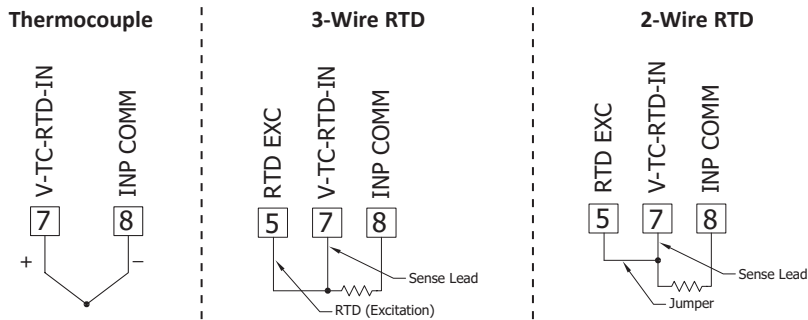 Thermocouple
V-TC-RTD-IN
INP COMM
7
8
+
−
3-Wire RTD
RTD EXC
V-TC-RTD-IN
INP COMM
5
7
8
Sense Lead
RTD (Excitation)
2-Wire RTD
RTD EXC
V-TC-RTD-IN
INP COMM
5
7
8
Sense Lead
Jumper